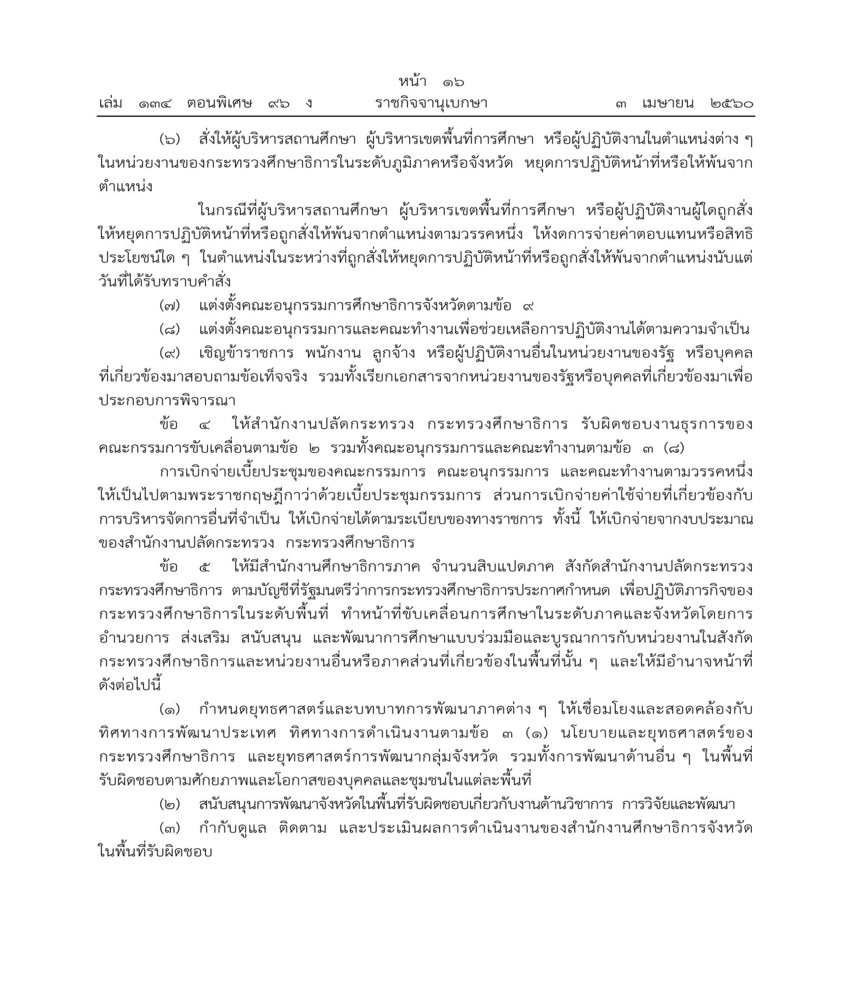 หน้า ๑๖
เล่ม ๑๓๔ ตอนพิเศษ ๙๖ ง ราชกิจจานุเบกษา ๓ เมษายน ๒๕๖๐
(๖) สั่งให้ผู้บริหารสถานศึกษา ผู้บริหารเขตพื้นที่การศึกษา หรือผู้ปฏิบัติงานในตำแหน่งต่าง ๆ
ในหน่วยงานของกระทรวงศึกษาธิการในระดับภูมิภาคหรือจังหวัด หยุดการปฏิบัติหน้าที่หรือให้พ้นจาก
ตำแหน่ง
ในกรณีที่ผู้บริหารสถานศึกษา ผู้บริหารเขตพื้นที่การศึกษา หรือผู้ปฏิบัติงานผู้ใดถูกสั่ง
ให้หยุดการปฏิบัติหน้าที่หรือถูกสั่งให้พ้นจากตำแหน่งตามวรรคหนึ่ง ให้งดการจ่ายค่าตอบแทนหรือสิทธิ
ประโยชน์ใด ๆ ในตำแหน่งในระหว่างที่ถูกสั่งให้หยุดการปฏิบัติหน้าที่หรือถูกสั่งให้พ้นจากตำแหน่งนับแต่
วันที่ได้รับทราบคำสั่ง
(๗) แต่งตั้งคณะอนุกรรมการศึกษาธิการจังหวัดตามข้อ ๙
(๘) แต่งตั้งคณะอนุกรรมการและคณะทำงานเพื่อช่วยเหลือการปฏิบัติงานได้ตามความจำเป็น
(๙) เชิญข้าราชการ พนักงาน ลูกจ้าง หรือผู้ปฏิบัติงานอื่นในหน่วยงานของรัฐ หรือบุคคล
ที่เกี่ยวข้องมาสอบถามข้อเท็จจริง รวมทั้งเรียกเอกสารจากหน่วยงานของรัฐหรือบุคคลที่เกี่ยวข้องมาเพื่อ
ประกอบการพิจารณา
ข้อ ๔ ให้สำนักงานปลัดกระทรวง กระทรวงศึกษาธิการ รับผิดชอบงานธุรการของ
คณะกรรมการขับเคลื่อนตามข้อ ๒ รวมทั้งคณะอนุกรรมการและคณะทำงานตามข้อ ๓ (๘)
การเบิกจ่ายเบี้ยประชุมของคณะกรรมการ คณะอนุกรรมการ และคณะทำงานตามวรรคหนึ่ง
ให้เป็นไปตามพระราชกฤษฎีกาว่าด้วยเบี้ยประชุมกรรมการ ส่วนการเบิกจ่ายค่าใช้จ่ายที่เกี่ยวข้องกับ
การบริหารจัดการอื่นที่จำเป็น ให้เบิกจ่ายได้ตามระเบียบของทางราชการ ทั้งนี้ ให้เบิกจ่ายจากงบประมาณ
ของสำนักงานปลัดกระทรวง กระทรวงศึกษาธิการ
ข้อ ๕ ให้มีสำนักงานศึกษาธิการภาค จำนวนสิบแปดภาค สังกัดสำนักงานปลัดกระทรวง
กระทรวงศึกษาธิการ ตามบัญชีที่รัฐมนตรีว่าการกระทรวงศึกษาธิการประกาศกำหนด เพื่อปฏิบัติภารกิจของ
กระทรวงศึกษาธิการในระดับพื้นที่ ทำหน้าที่ขับเคลื่อนการศึกษาในระดับภาคและจังหวัดโดยการ
อำนวยการ ส่งเสริม สนับสนุน และพัฒนาการศึกษาแบบร่วมมือและบูรณาการกับหน่วยงานในสังกัด
กระทรวงศึกษาธิการและหน่วยงานอื่นหรือภาคส่วนที่เกี่ยวข้องในพื้นที่นั้น ๆ และให้มีอำนาจหน้าที่
ดังต่อไปนี้
(๑) กำหนดยุทธศาสตร์และบทบาทการพัฒนาภาคต่าง ๆ ให้เชื่อมโยงและสอดคล้องกับ
ทิศทางการพัฒนาประเทศ ทิศทางการดำเนินงานตามข้อ ๓ (๑) นโยบายและยุทธศาสตร์ของ
กระทรวงศึกษาธิการ และยุทธศาสตร์การพัฒนากลุ่มจังหวัด รวมทั้งการพัฒนาด้านอื่น ๆ ในพื้นที่
รับผิดชอบตามศักยภาพและโอกาสของบุคคลและชุมชนในแต่ละพื้นที่
(๒) สนับสนุนการพัฒนาจังหวัดในพื้นที่รับผิดชอบเกี่ยวกับงานด้านวิชาการ การวิจัยและพัฒนา
(๓) กำกับดูแล ติดตาม และประเมินผลการดำเนินงานของสำนักงานศึกษาธิการจังหวัด
ในพื้นที่รับผิดชอบ